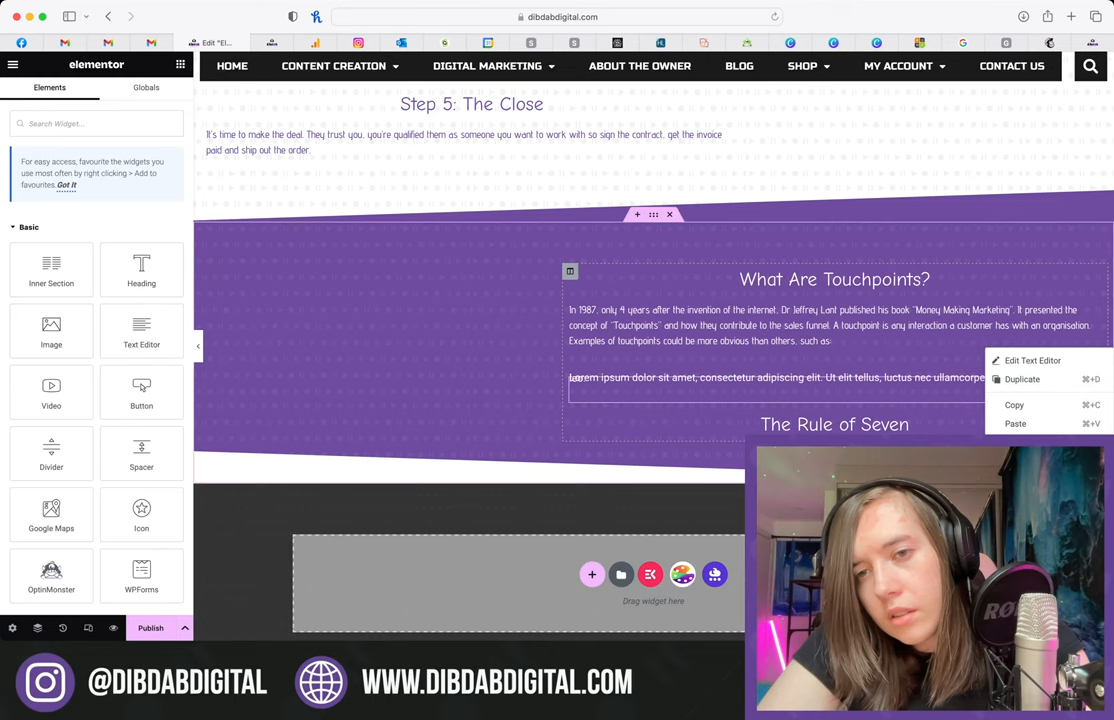 dibdabdigital.com
Edit "El...
elementor
HOME
CONTENT CREATION
DIGITAL MARKETING
ABOUT THE OWNER
BLOG
SHOP
MY ACCOUNT
CONTACT US
Elements
Globals
Search Widget...
For easy access, favourite the widgets you
use most often by right clicking > Add to
favourites. Got It
Basic
Inner Section
Heading
Image
Text Editor
Video
Button
Divider
Spacer
Google Maps
Icon
OptinMonster
WPForms
Publish
Step 5: The Close
It's time to make the deal. They trust you, you're qualified them as someone you want to work with so sign the contract, get the invoice
paid and ship out the order.
What Are Touchpoints?
In 1987, only 4 years after the invention of the internet, Dr Jeffrey Lant published his book "Money Making Marketing". It presented the
concept of "Touchpoints" and how they contribute to the sales funnel. A touchpoint is any interaction a customer has with an organisation.
Examples of touchpoints could be more obvious than others, such as:
Lorem ipsum dolor sit amet, consectetur adipiscing elit. Ut elit tellus, luctus nec ullamcorpe
The Rule of Seven
Edit Text Editor
Duplicate ⌘+D
Copy ⌘+C
Paste ⌘+V
Drag widget here
RØDE
@DIBDABDIGITAL
WWW.DIBDABDIGITAL.COM